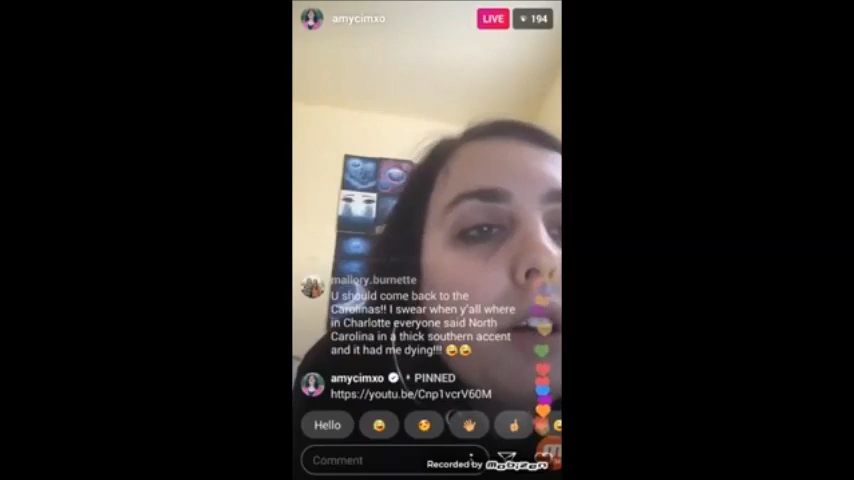 amycimxo
LIVE
194
mallory.burnette
U should come back to the
Carolinas!! I swear when y'all where
in Charlotte everyone said North
Carolina in a thick southern accent
and it had me dying!!! 😂😂
amycimxo PINNED
https://youtu.be/Cnp1vcrV60M
Hello
Comment
Recorded by
MOBIZEN